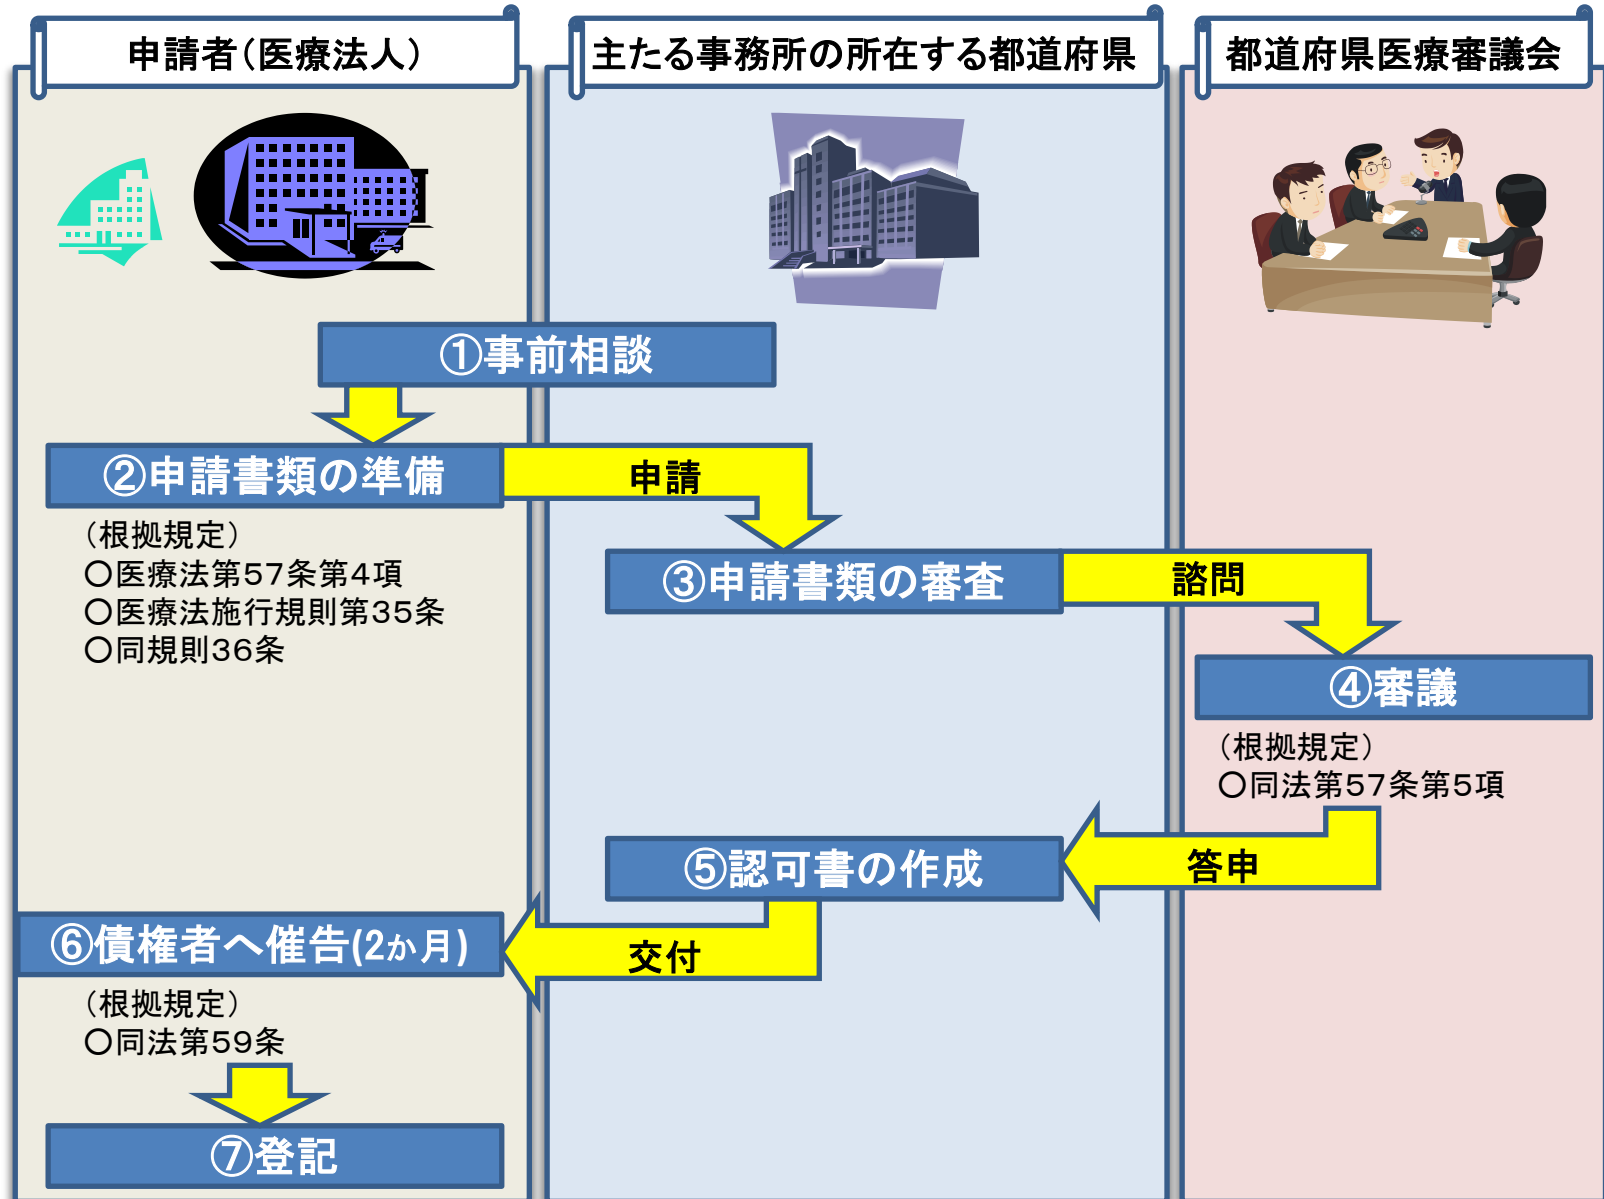 申請者(医療法人)
主たる事務所の所在する都道府県
都道府県医療審議会
①事前相談
②申請書類の準備
申請
(根拠規定)
○医療法第57条第4項
○医療法施行規則第35条
○同規則36条
③申請書類の審査
諮問
④審議
(根拠規定)
○同法第57条第5項
答申
⑤認可書の作成
交付
⑥債権者へ催告(2か月)
(根拠規定)
○同法第59条
⑦登記